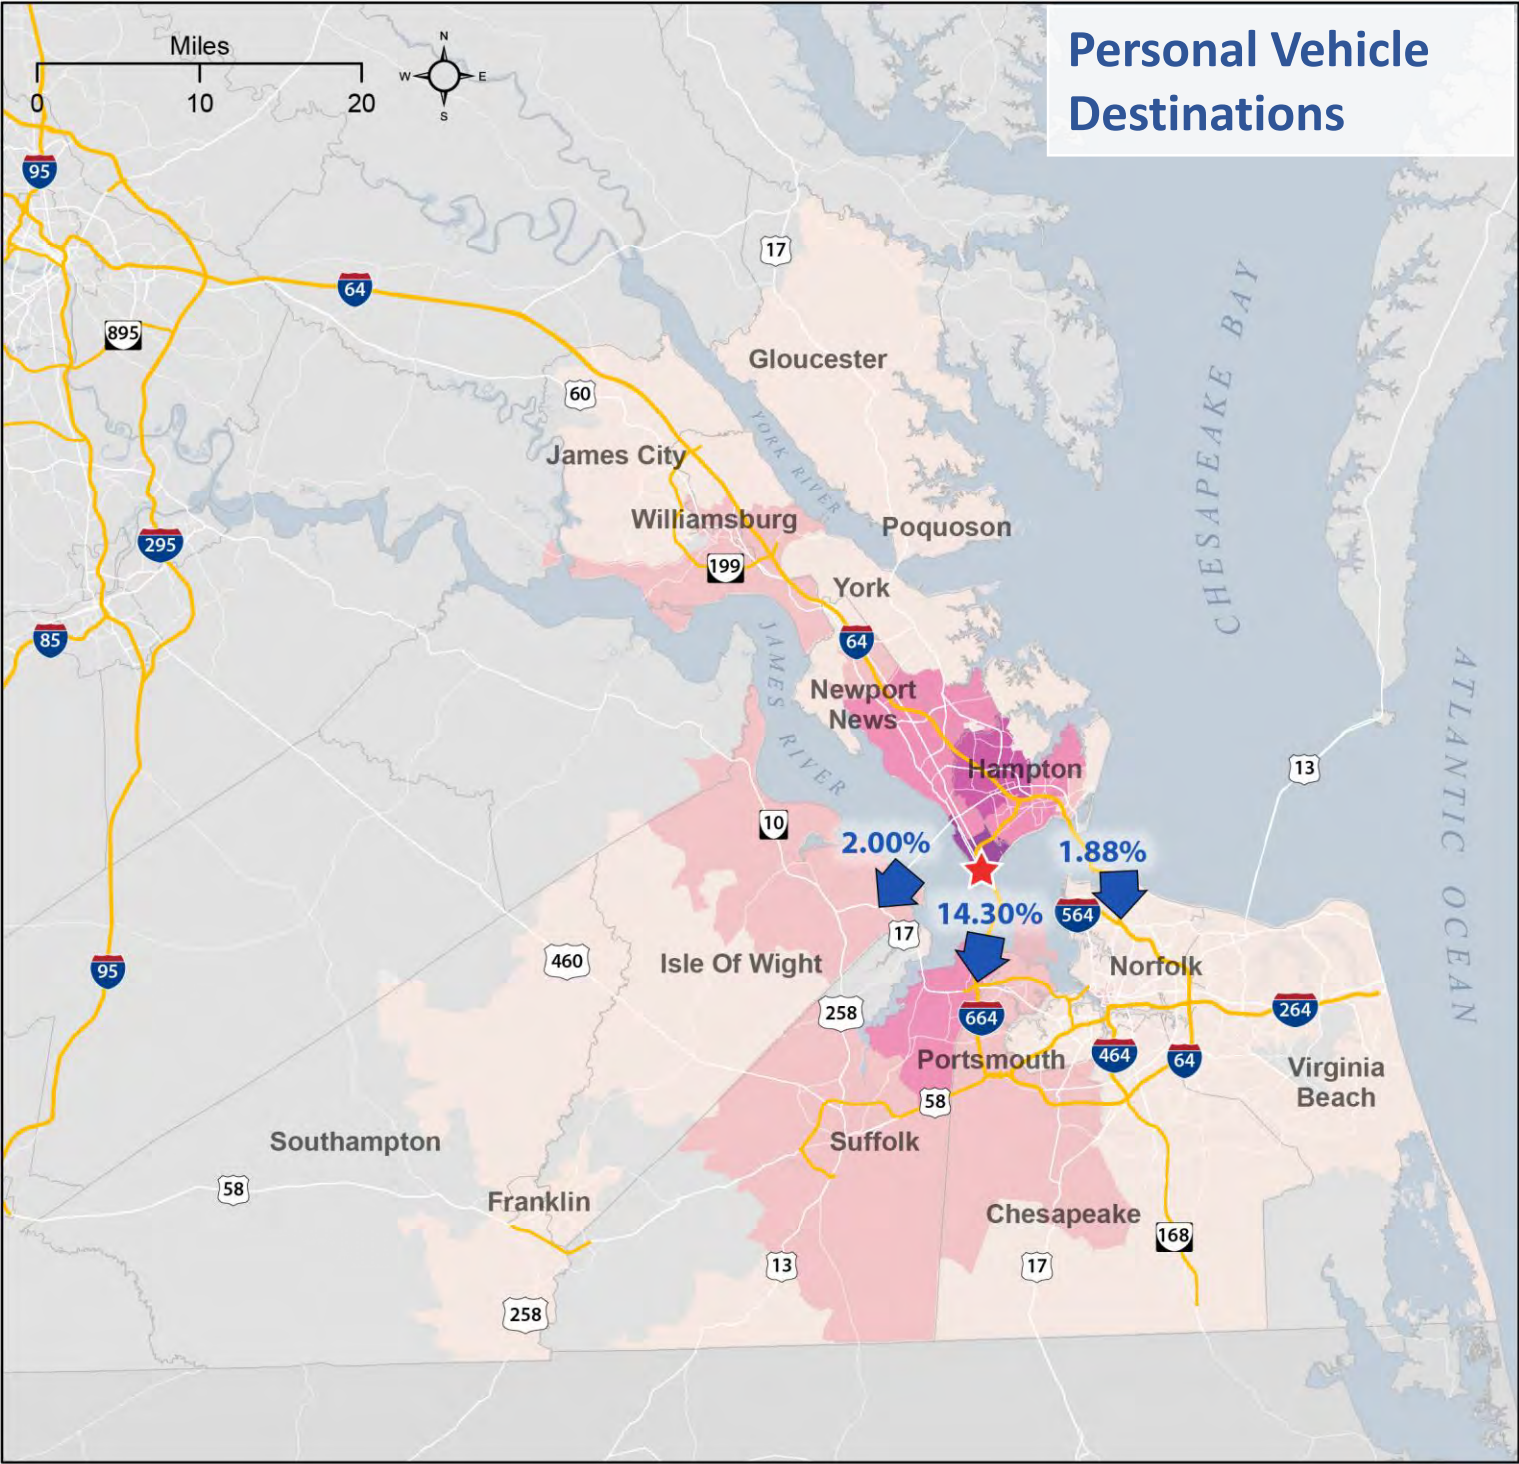 Personal Vehicle
Destinations
Miles
0
10
20
N
W
E
S
95
64
895
17
Gloucester
60
James City
YORK RIVER
CHESAPEAKE BAY
Williamsburg
Poquoson
295
199
York
85
64
JAMES RIVER
Newport
News
ATLANTIC OCEAN
Hampton
13
10
2.00%
1.88%
14.30%
564
17
95
460
Isle Of Wight
Norfolk
258
664
264
Portsmouth
464
64
Virginia
Beach
58
Southampton
Suffolk
58
Franklin
Chesapeake
168
13
17
258